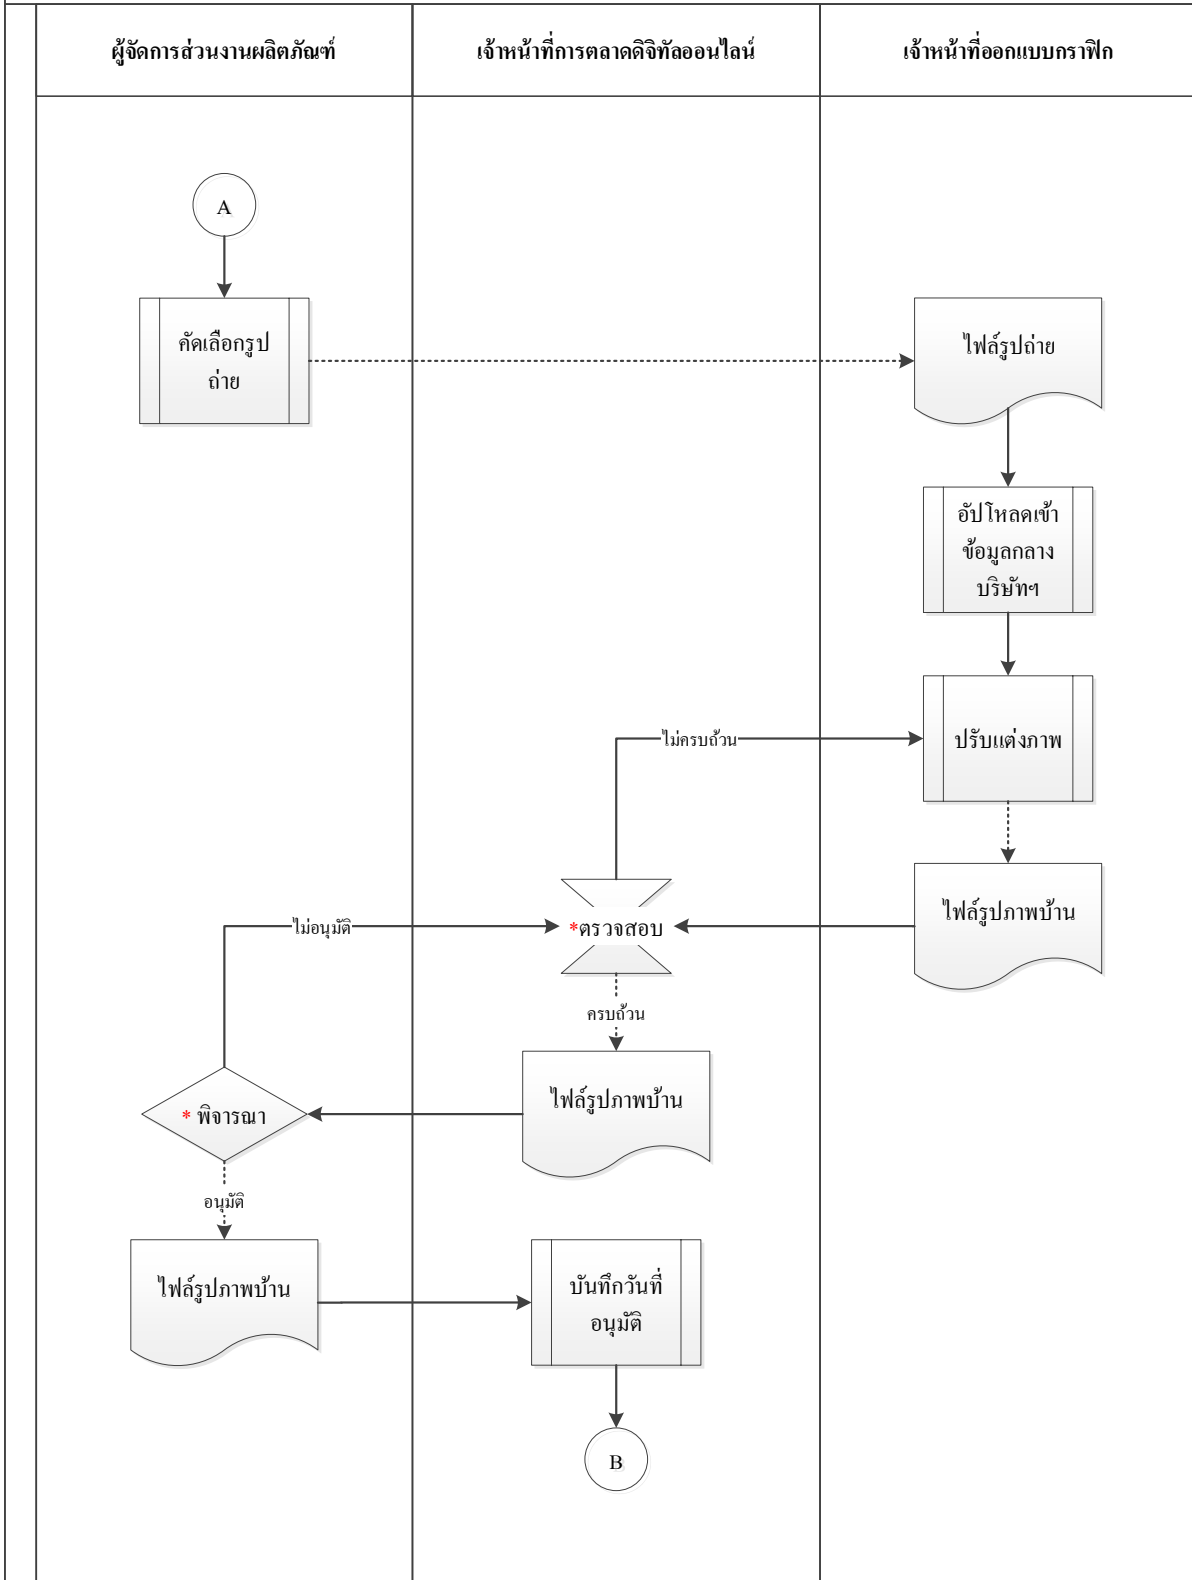 ผู้จัดการส่วนงานผลิตภัณฑ์
เจ้าหน้าที่การตลาดดิจิทัลออนไลน์
เจ้าหน้าที่ออกแบบกราฟิก
A
คัดเลือกรูป
ถ่าย
ไฟล์รูปถ่าย
อัปโหลดเข้า
ข้อมูลกลาง
บริษัทฯ
ไม่ครบถ้วน
ปรับแต่งภาพ
ไม่อนุมัติ
*ตรวจสอบ
ไฟล์รูปภาพบ้าน
ครบถ้วน
* พิจารณา
ไฟล์รูปภาพบ้าน
อนุมัติ
ไฟล์รูปภาพบ้าน
บันทึกวันที่
อนุมัติ
B